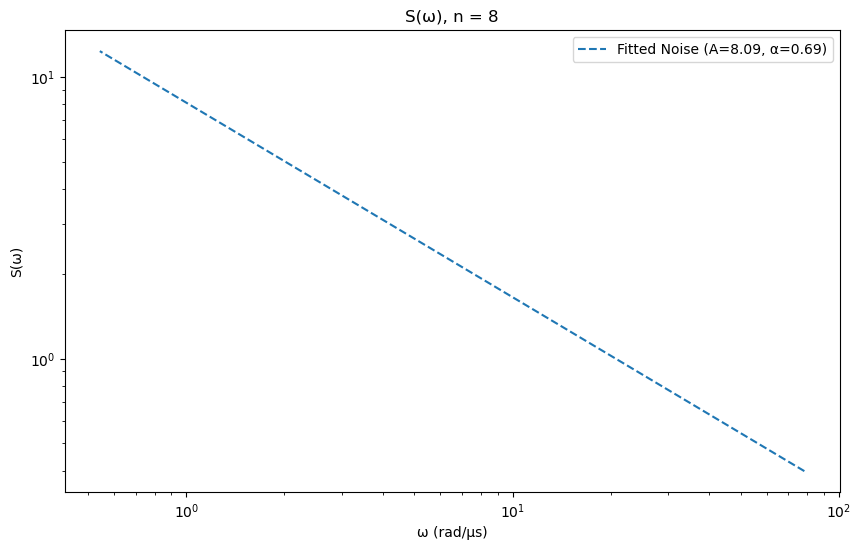 S(ω), n = 8
Fitted Noise (A=8.09, α=0.69)
10¹
10⁰
S(ω)
10⁰ 10¹ 10²
ω (rad/μs)